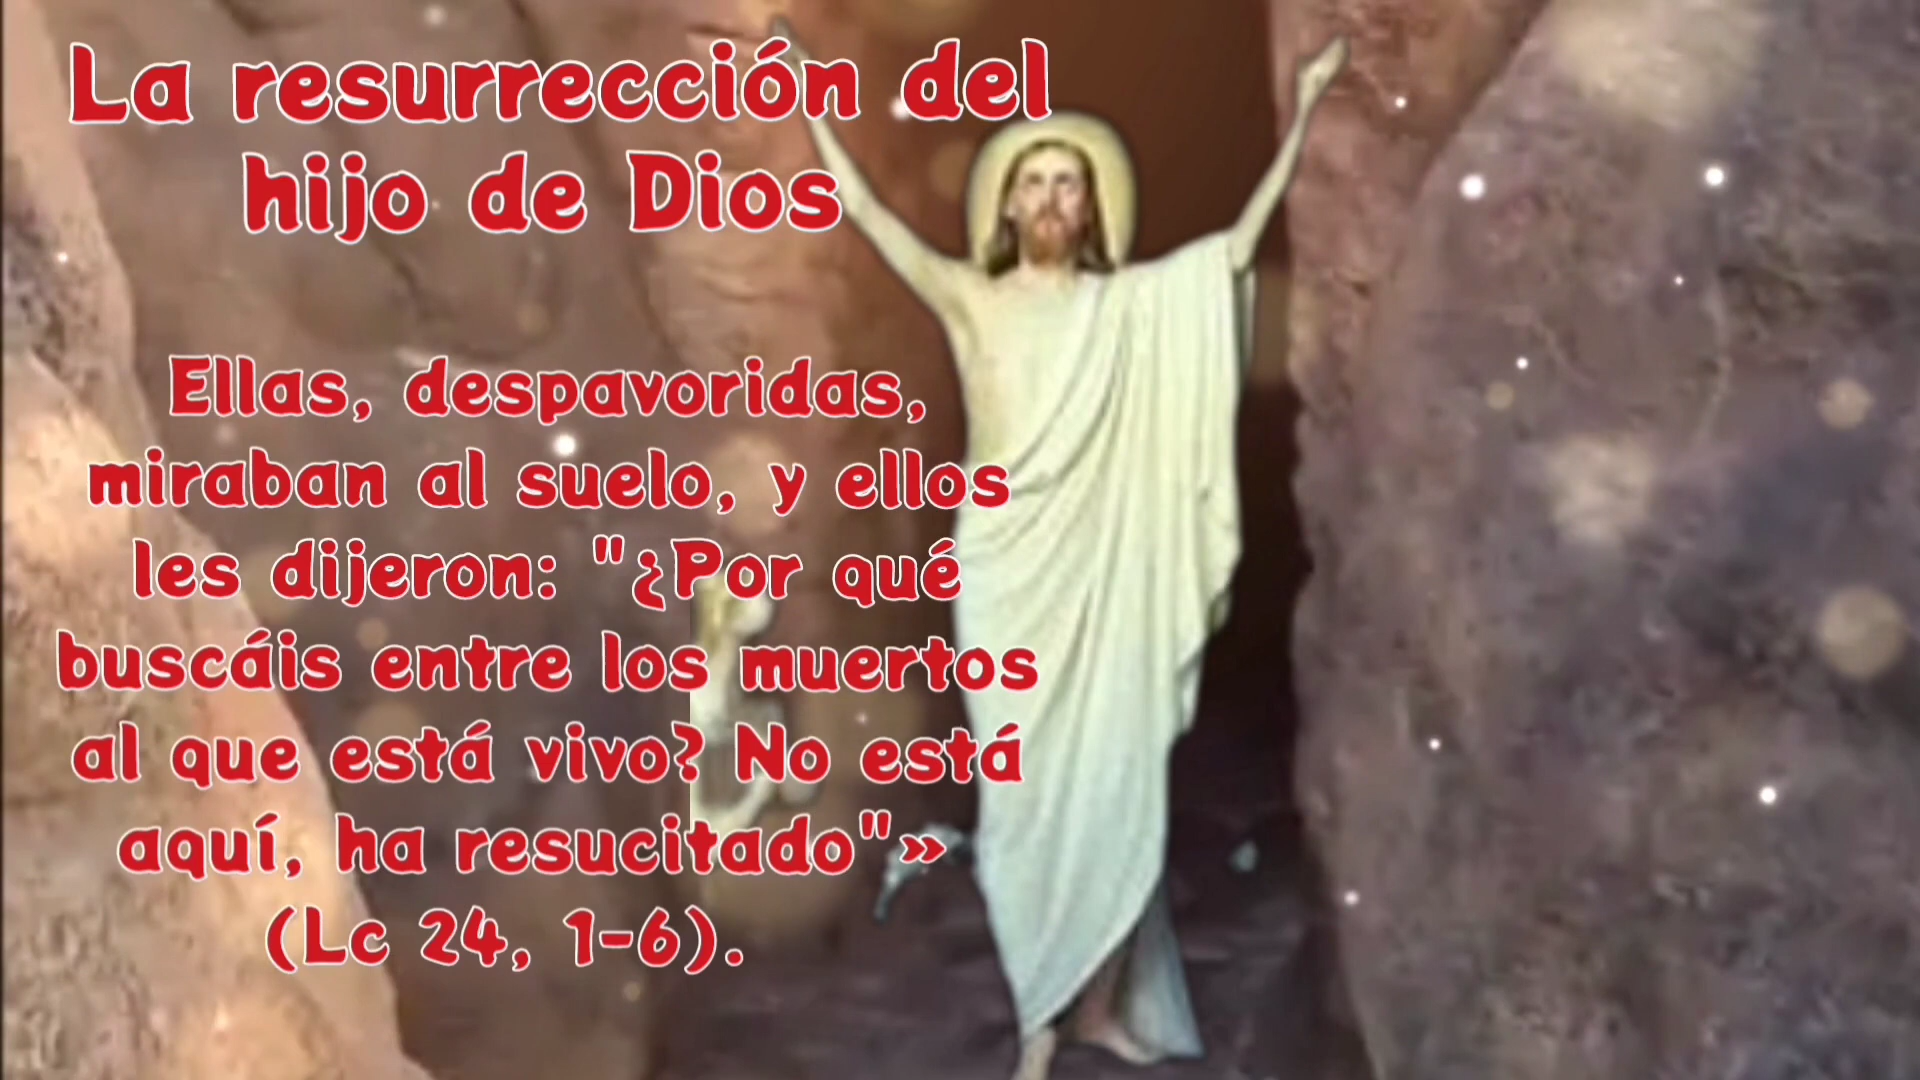 La resurrección del
hijo de Dios
Ellas, despavoridas,
miraban al suelo, y ellos
les dijeron: "¿Por qué
buscáis entre los muertos
al que está vivo? No está
aquí, ha resucitado"»
(Lc 24, 1-6).